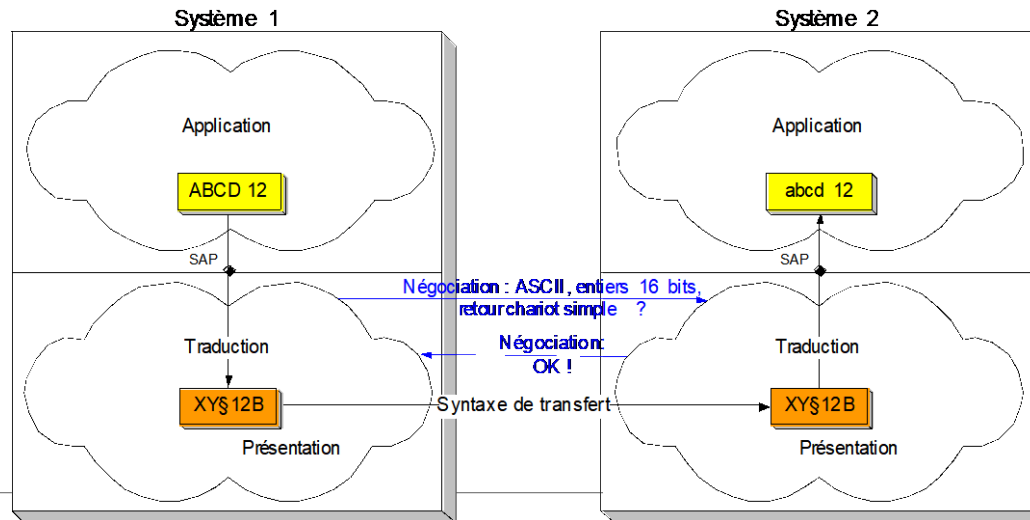 Système 1
Système 2
Application
Application
ABCD 12
abcd 12
SAP
SAP
Négociation : ASCII, entiers 16 bits,
retour chariot simple ?
Négociation:
OK !
Traduction
Traduction
XY§12B
Syntaxe de transfert
XY§12B
Présentation
Présentation